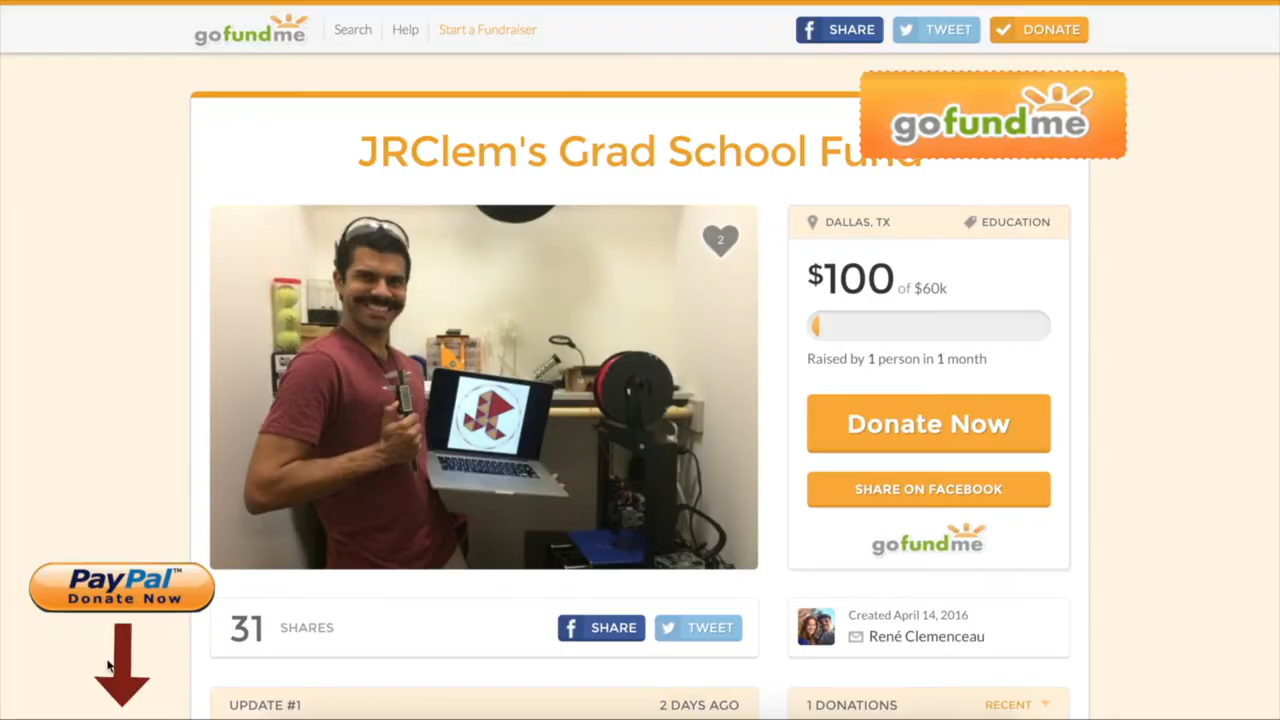 gofundme
Search
Help
Start a Fundraiser
SHARE
TWEET
DONATE
gofundme
JRClem's Grad School Fund
2
DALLAS, TX
EDUCATION
$100 of $60k
Raised by 1 person in 1 month
Donate Now
SHARE ON FACEBOOK
gofundme
PayPal™
Donate Now
31 SHARES
SHARE
TWEET
Created April 14, 2016
René Clemenceau
UPDATE #1
2 DAYS AGO
1 DONATIONS
RECENT